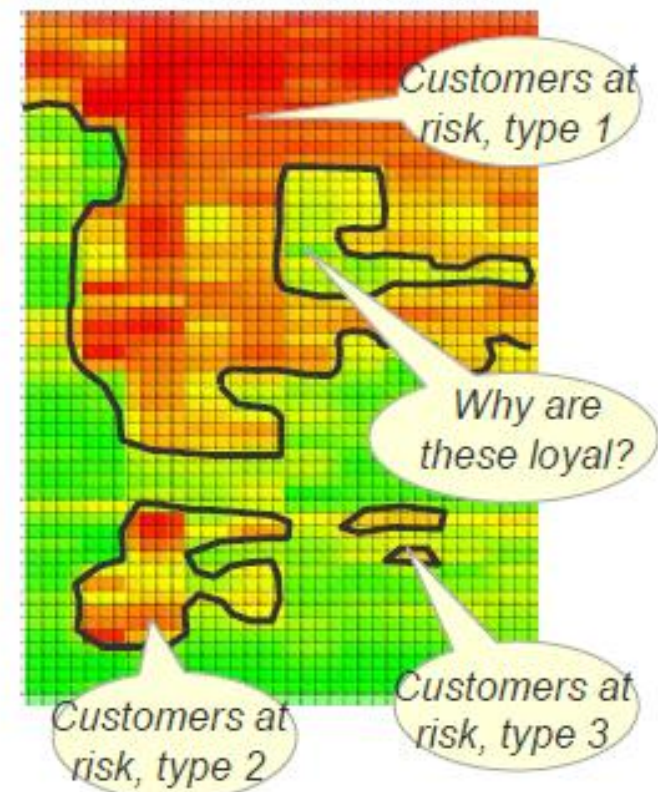 Customers at
risk, type 1
Why are
these loyal?
Customers at
risk, type 2
Customers at
risk, type 3